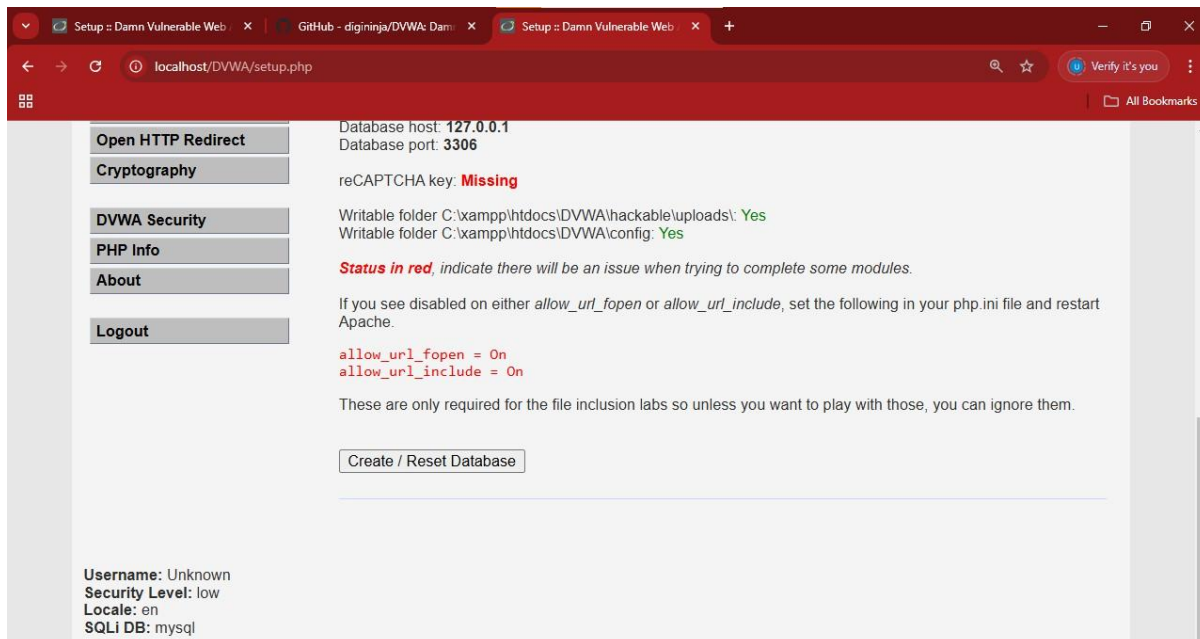 Setup :: Damn Vulnerable Web
GitHub - digininja/DVWA: Dam
Setup :: Damn Vulnerable Web
localhost/DVWA/setup.php
Verify it's you
All Bookmarks
Open HTTP Redirect
Cryptography
DVWA Security
PHP Info
About
Logout
Database host: 127.0.0.1
Database port: 3306
reCAPTCHA key: Missing
Writable folder C:\xampp\htdocs\DVWA\hackable\uploads\: Yes
Writable folder C:\xampp\htdocs\DVWA\config: Yes
Status in red, indicate there will be an issue when trying to complete some modules.
If you see disabled on either allow_url_fopen or allow_url_include, set the following in your php.ini file and restart
Apache.
allow_url_fopen = On
allow_url_include = On
These are only required for the file inclusion labs so unless you want to play with those, you can ignore them.
Create / Reset Database
Username: Unknown
Security Level: low
Locale: en
SQLi DB: mysql